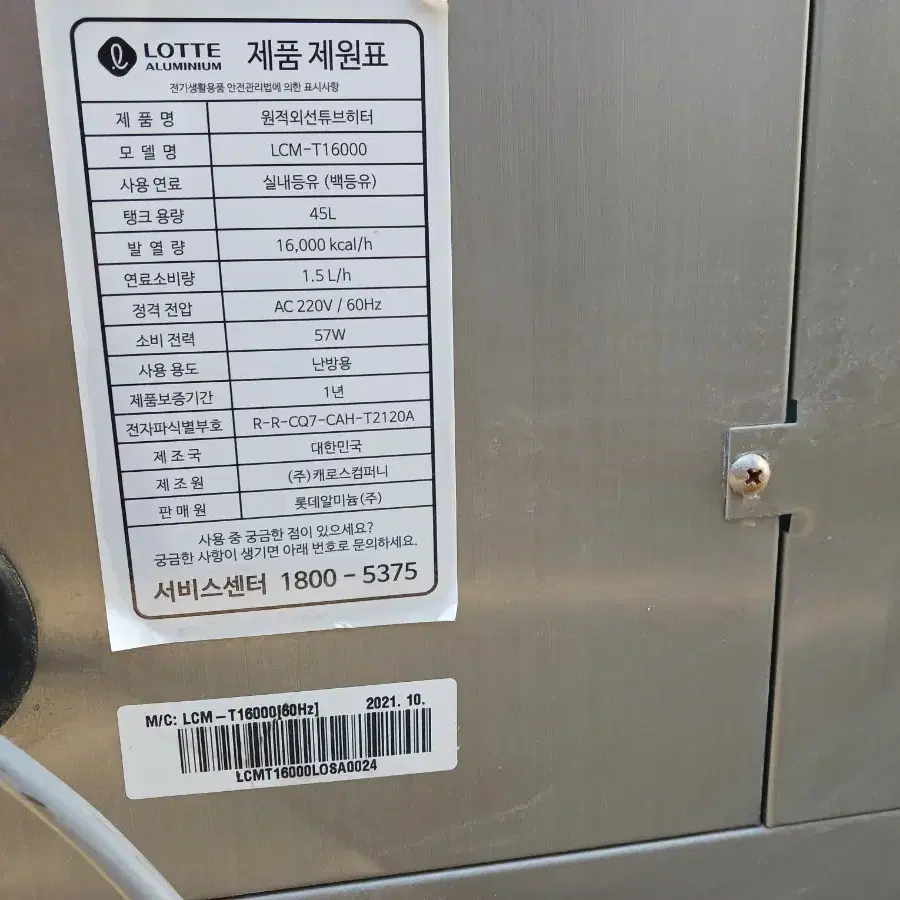 LOTTE ALUMINIUM 제품 제원표
전기생활용품 안전관리법에 의한 표시사항
제 품 명 원적외선튜브히터
모 델 명 LCM-T16000
사용 연료 실내등유 (백등유)
탱크 용량 45L
발 열 량 16,000 kcal/h
연료소비량 1.5 L/h
정격 전압 AC 220V / 60Hz
소비 전력 57W
사용 용도 난방용
제품보증기간 1년
전자파식별부호 R-R-CQ7-CAH-T2120A
제 조 국 대한민국
제 조 원 (주)캐로스컴퍼니
판 매 원 롯데알미늄(주)
사용 중 궁금한 점이 있으세요?
궁금한 사항이 생기면 아래 번호로 문의하세요.
서비스센터 1800 - 5375
M/C: LCM - T16000[60Hz] 2021. 10.
LCMT16000LOSA0024